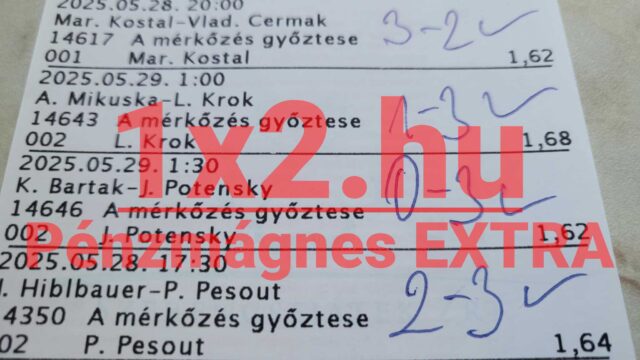 2025.05.28. 20:00
Mar. Kostal-Vlad. Cermak
14617 A mérkőzés győztese 3-2 ✓
001 Mar. Kostal 1,62
2025.05.29. 1:00
A. Mikuska-L. Krok
14643 A mérkőzés győztese 1-3 ✓
002 L. Krok 1,68
1x2.hu
2025.05.29. 1:30
K. Bartak-J. Potensky
14646 A mérkőzés győztese 0-3 ✓
002 J. Potensky 1,62
Pénzmágnes EXTRA
2025.05.28. 17:30
Hiblbauer-P. Pesout
4350 A mérkőzés győztese 2-3 ✓
02 P. Pesout 1,64